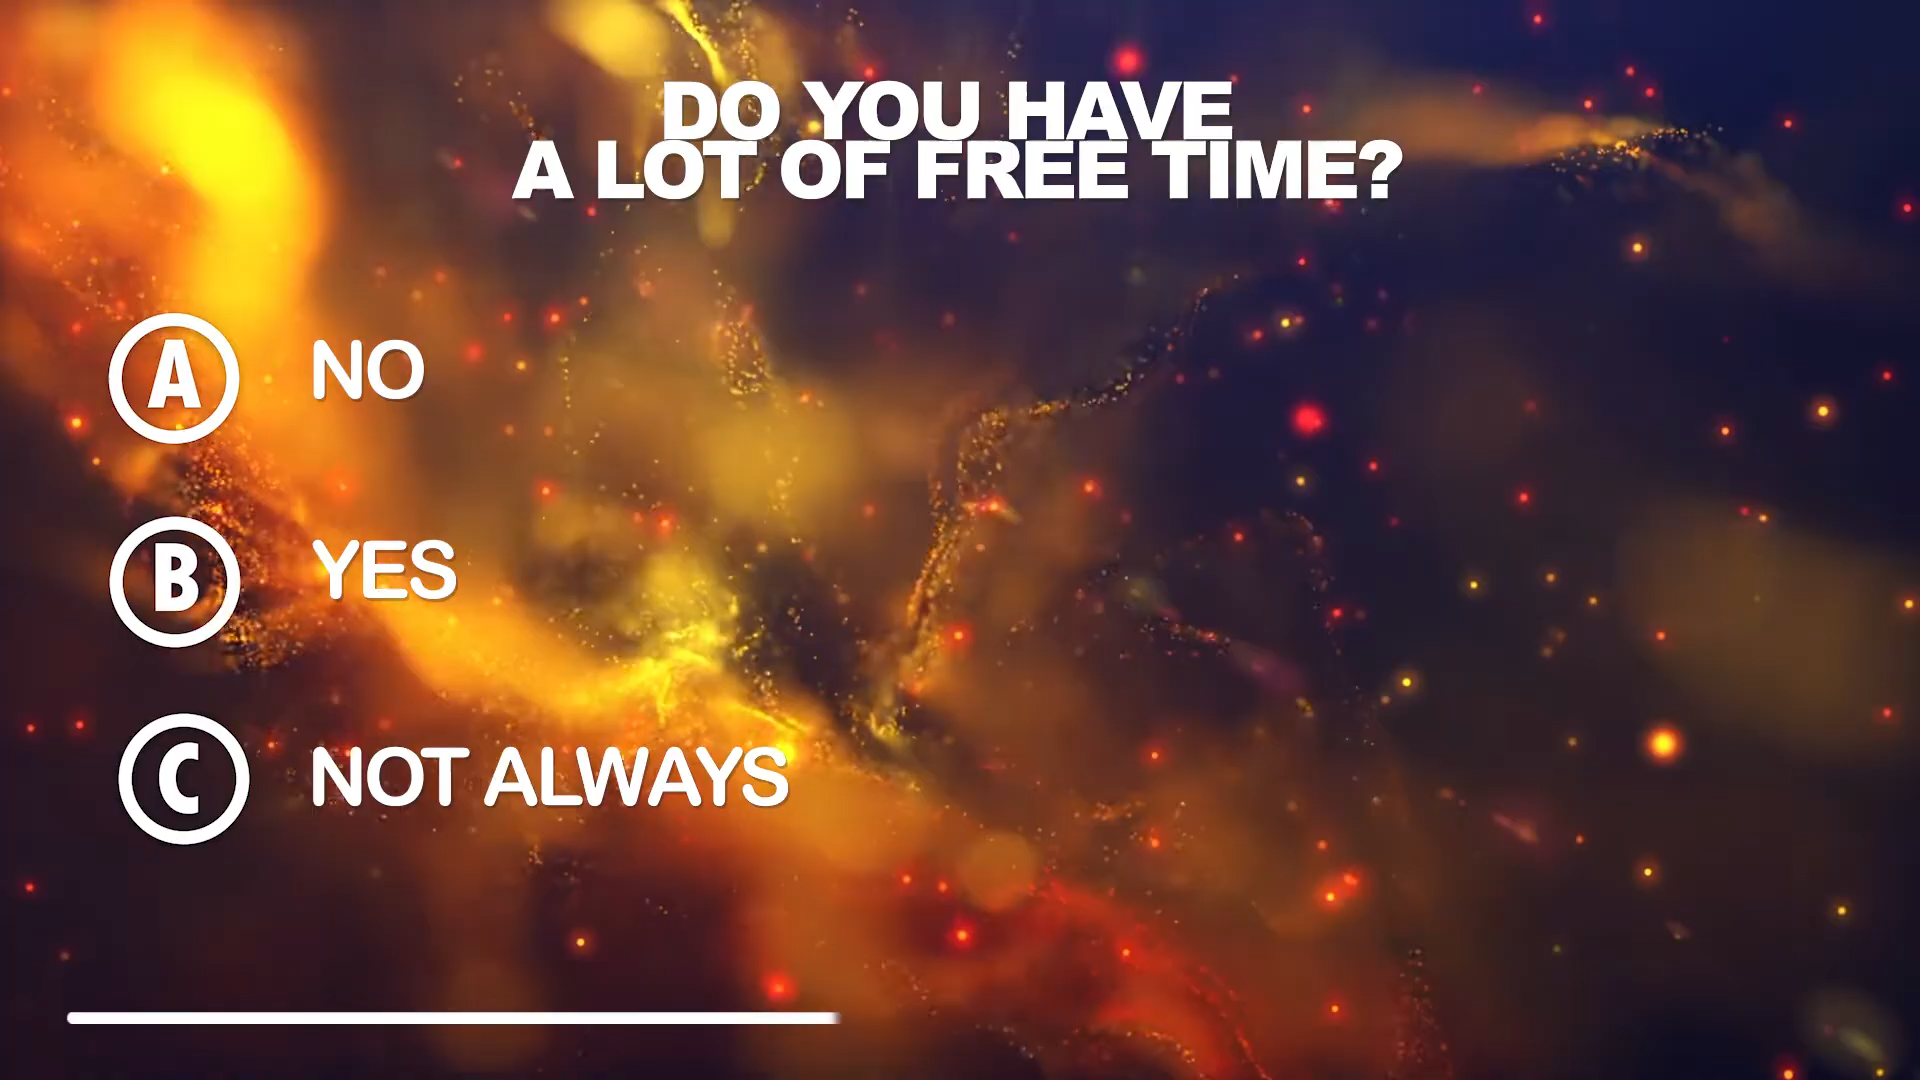 DO YOU HAVE
A LOT OF FREE TIME?
A NO
B YES
C NOT ALWAYS